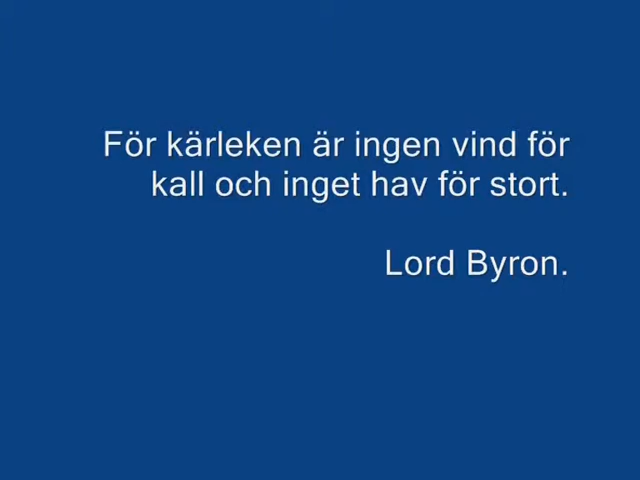 För kärleken är ingen vind för
kall och inget hav för stort.
Lord Byron.